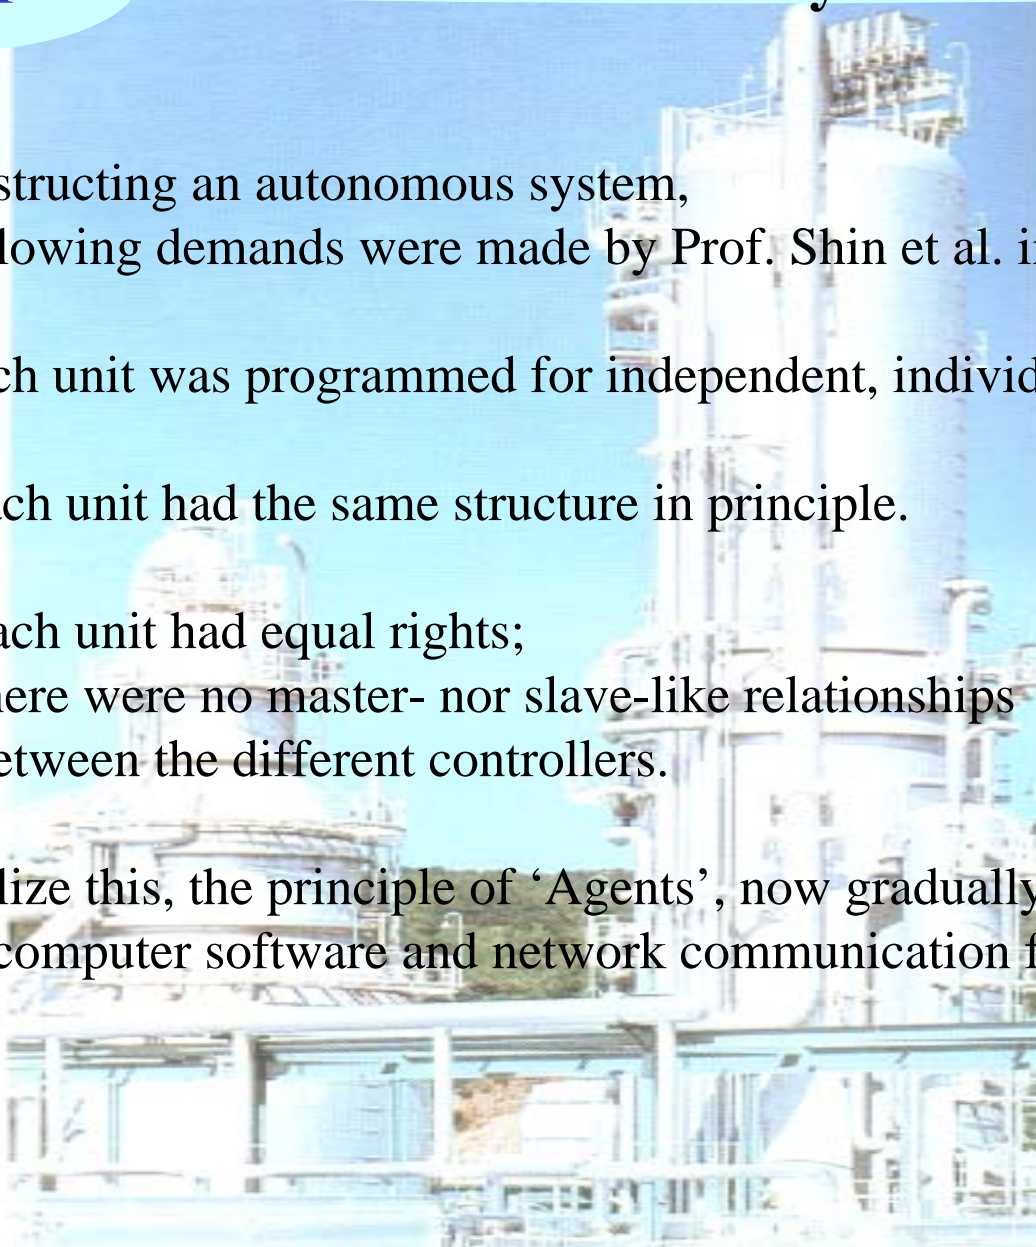 structing an autonomous system,
lowing demands were made by Prof. Shin et al. i
ch unit was programmed for independent, individ
ch unit had the same structure in principle.
ach unit had equal rights;
ere were no master- nor slave-like relationships
etween the different controllers.
lize this, the principle of ‘Agents’, now gradually
computer software and network communication f